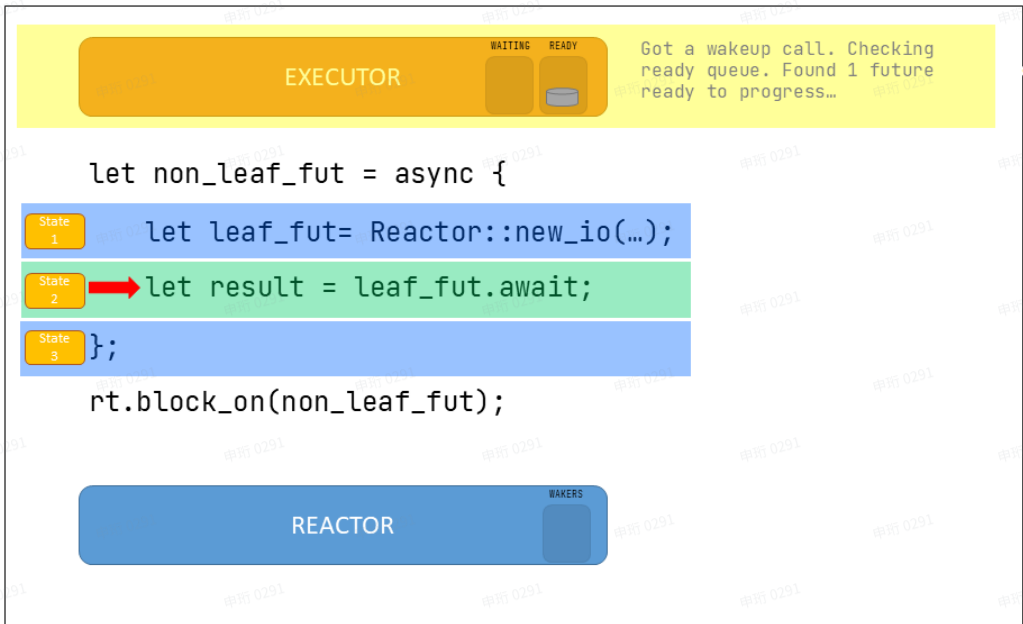 WAITING READY
EXECUTOR
Got a wakeup call. Checking
ready queue. Found 1 future
ready to progress…
let non_leaf_fut = async {
State
1
let leaf_fut= Reactor::new_io(…);
State
2
let result = leaf_fut.await;
State
3
};
rt.block_on(non_leaf_fut);
WAKERS
REACTOR